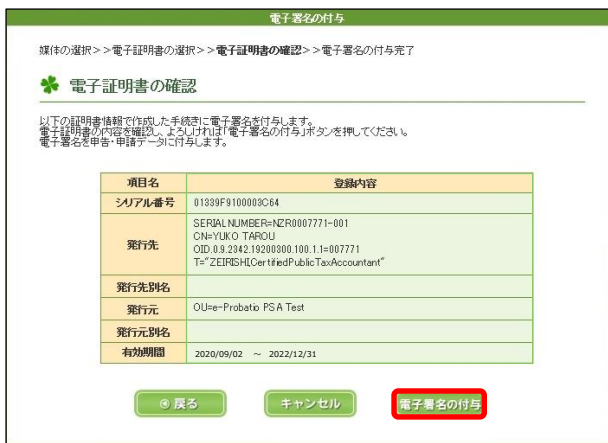 電子署名の付与
媒体の選択>>電子証明書の選択>>電子証明書の確認>>電子署名の付与完了
電子証明書の確認
以下の証明書情報で作成した手続きに電子署名を付与します。
電子証明書の内容を確認し、よろしければ「電子署名の付与」ボタンを押してください。
電子署名を申告・申請データに付与します。
項目名 登録内容
シリアル番号 01339F9100003C64
SERIALNUMBER=NZR0007771-001
CN=YUKO TAROU
発行先 OID.0.9.2342.19200300.100.1.1=007771
T="ZEIRISHI,CertifiedPublicTaxAccountant"
発行先別名
発行元 OU=e-Probatio PSA Test
発行元別名
有効期間 2020/09/02 ～ 2022/12/31
戻る キャンセル 電子署名の付与